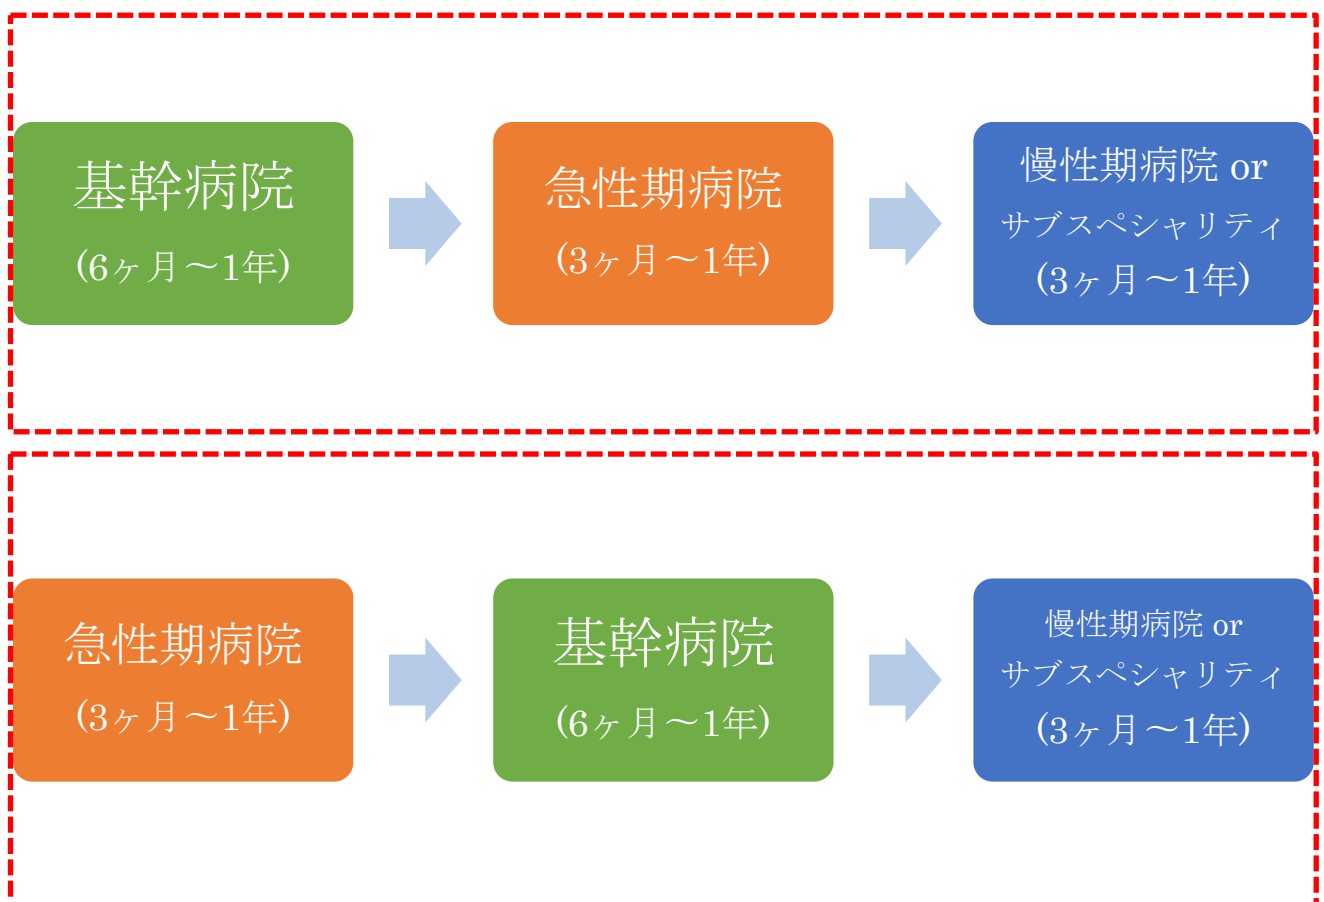 基幹病院
(6ヶ月～1年)
急性期病院
(3ヶ月～1年)
慢性期病院 or
サブスペシャリティ
(3ヶ月～1年)
急性期病院
(3ヶ月～1年)
基幹病院
(6ヶ月～1年)
慢性期病院 or
サブスペシャリティ
(3ヶ月～1年)